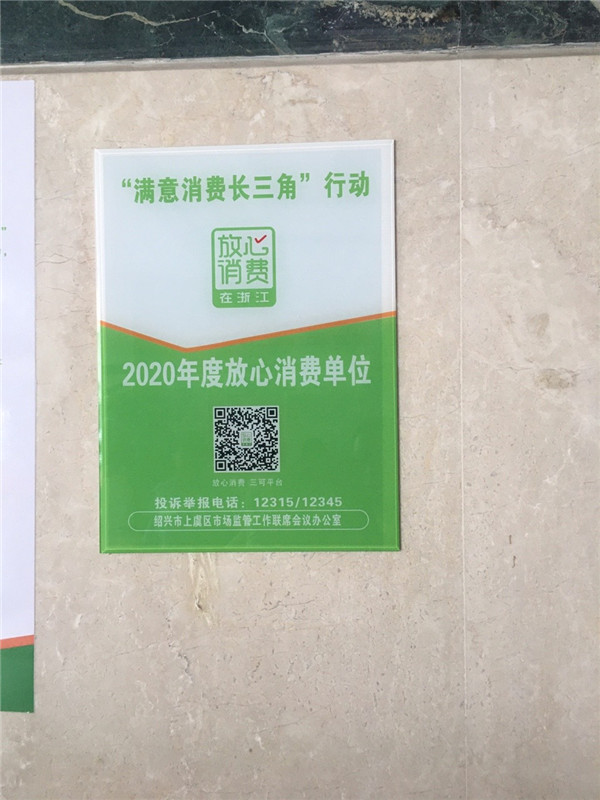 “满意消费长三角”行动
放心
消费
在浙江
2020年度放心消费单位
放心消费 三可平台
投诉举报电话：12315/12345
绍兴市上虞区市场监管工作联席会议办公室